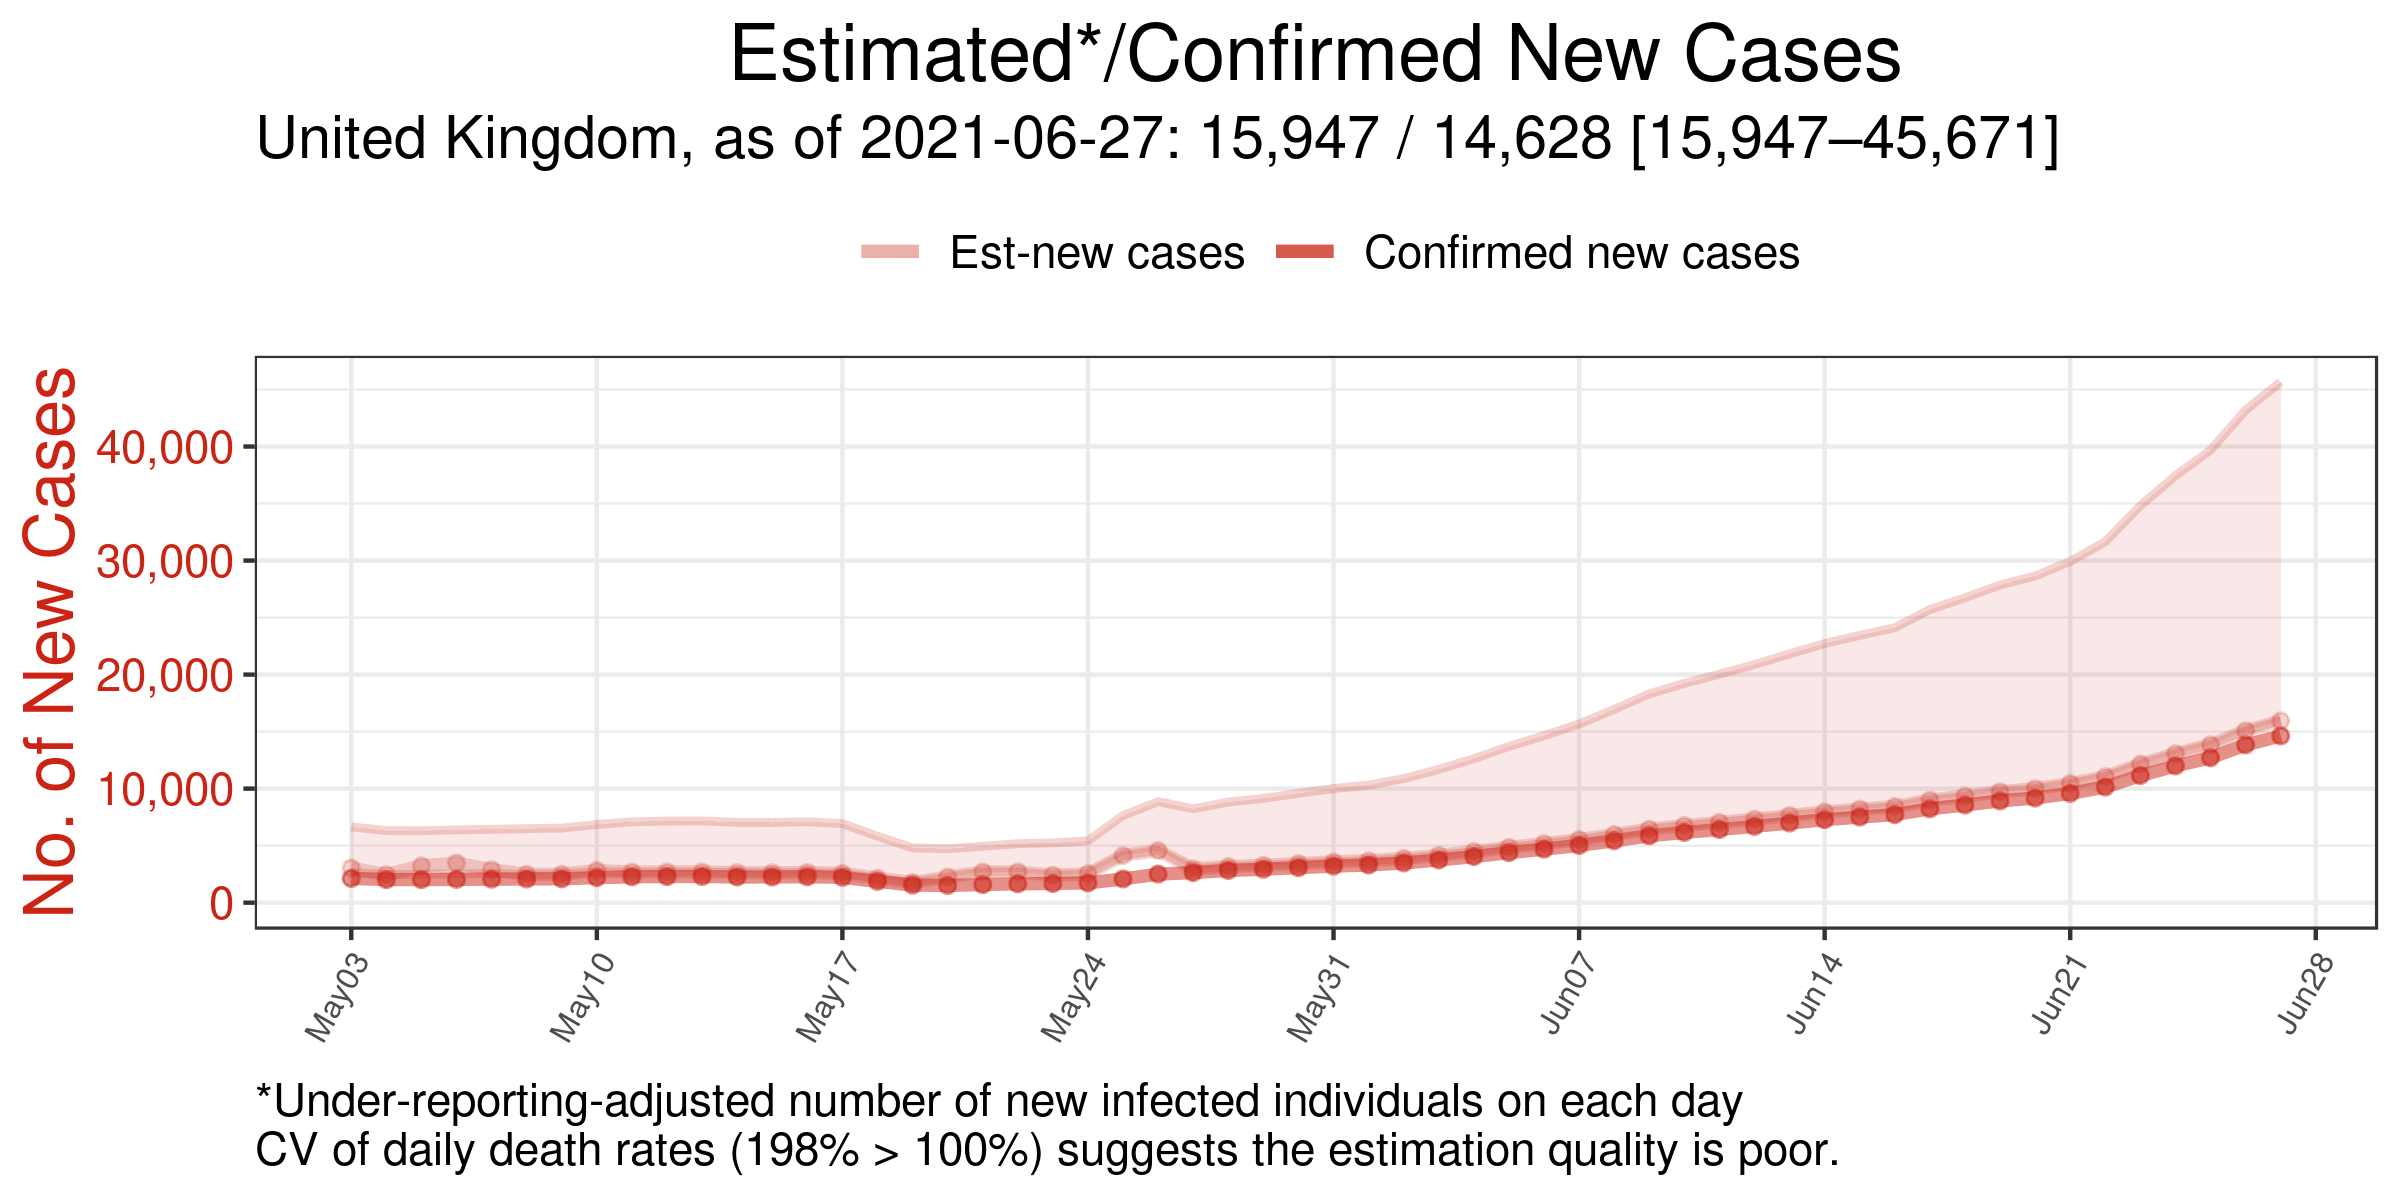 Estimated*/Confirmed New Cases
United Kingdom, as of 2021-06-27: 15,947 / 14,628 [15,947–45,671]
Est-new cases
Confirmed new cases
No. of New Cases
40,000
30,000
20,000
10,000
0
May03
May10
May17
May24
May31
Jun07
Jun14
Jun21
Jun28
*Under-reporting-adjusted number of new infected individuals on each day
CV of daily death rates (198% > 100%) suggests the estimation quality is poor.